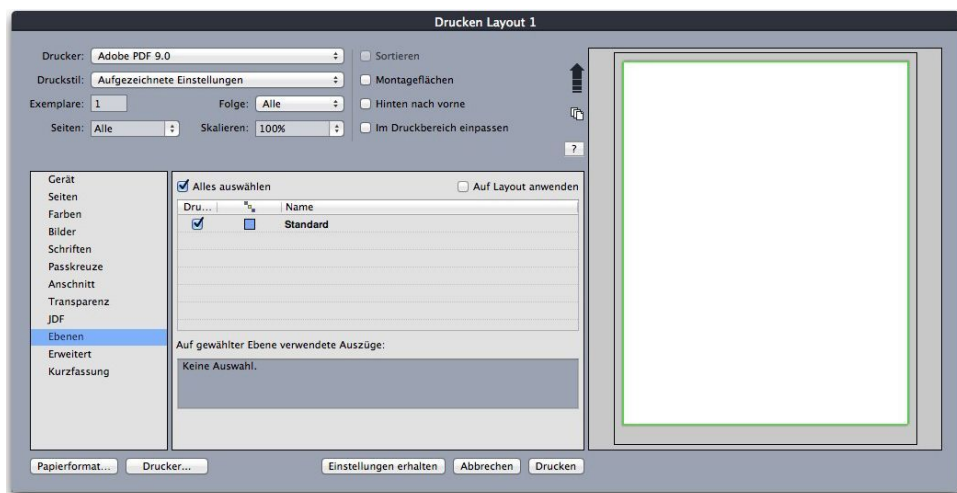 Drucken Layout 1
Drucker: Adobe PDF 9.0
Sortieren
Druckstil: Aufgezeichnete Einstellungen
Montageflächen
Exemplare: 1 Folge: Alle
Hinten nach vorne
Seiten: Alle Skalieren: 100%
Im Druckbereich einpassen
?
Gerät
Seiten
Farben
Bilder
Schriften
Passkreuze
Anschnitt
Transparenz
JDF
Ebenen
Erweitert
Kurzfassung
Alles auswählen Auf Layout anwenden
Dru... Name
Standard
Auf gewählter Ebene verwendete Auszüge:
Keine Auswahl.
Papierformat... Drucker... Einstellungen erhalten Abbrechen Drucken